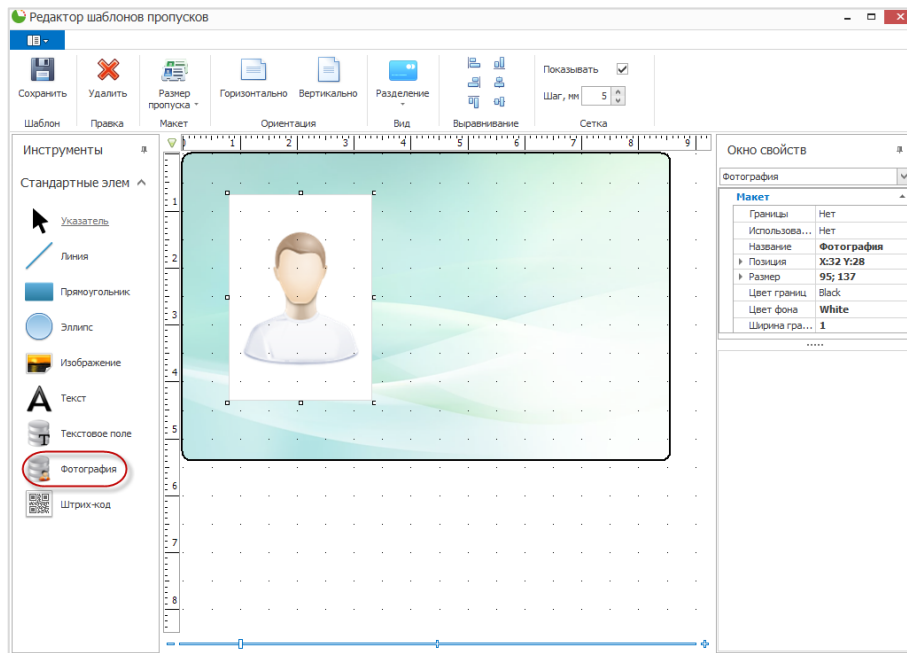 Редактор шаблонов пропусков
Сохранить
Удалить
Размер
пропуска
Горизонтально
Вертикально
Разделение
Показывать
Шаг, мм 5
Шаблон
Правка
Макет
Ориентация
Вид
Выравнивание
Сетка
Инструменты
Стандартные элем
Указатель
Линия
Прямоугольник
Эллипс
Изображение
Текст
Текстовое поле
Фотография
Штрих-код
1 2 3 4 5 6 7 8 9
1
2
3
4
5
6
7
8
Окно свойств
Фотография
Макет
Границы Нет
Использова... Нет
Название Фотография
Позиция X:32 Y:28
Размер 95; 137
Цвет границ Black
Цвет фона White
Ширина гра... 1